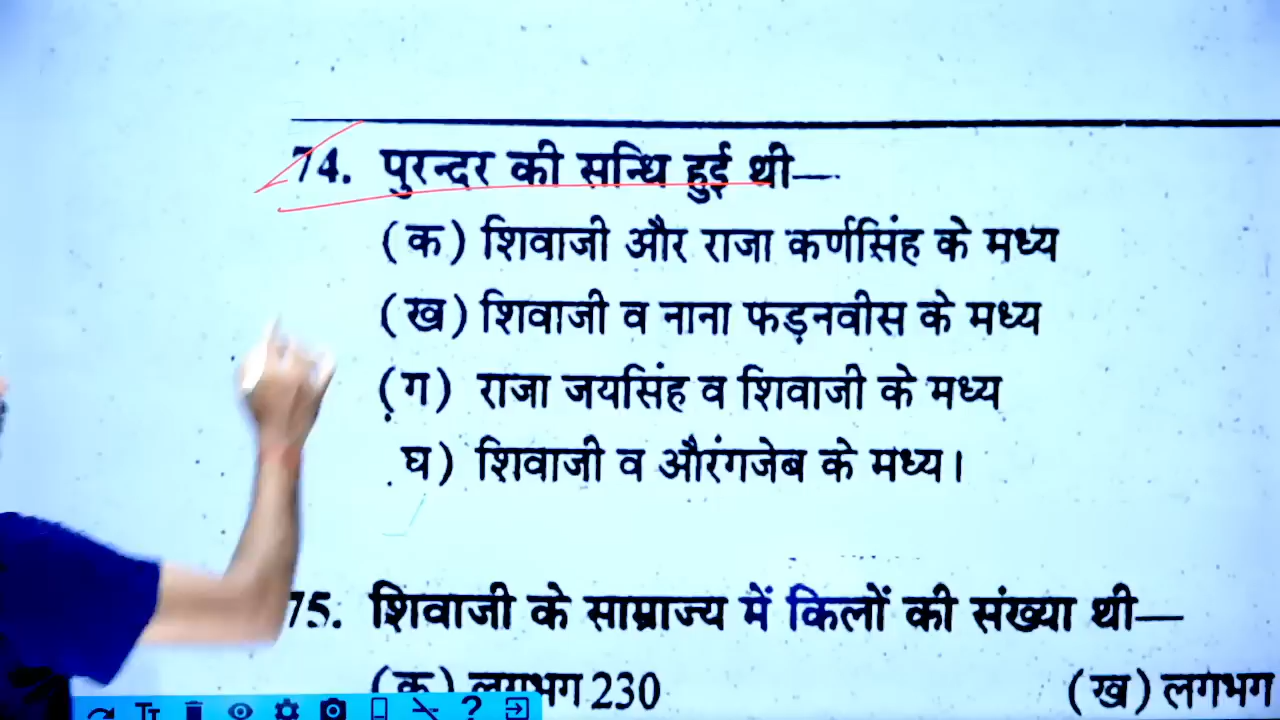 74. पुरन्दर की सन्धि हुई थी—
(क) शिवाजी और राजा कर्णसिंह के मध्य
(ख) शिवाजी व नाना फड़नवीस के मध्य
(ग) राजा जयसिंह व शिवाजी के मध्य
घ) शिवाजी व औरंगजेब के मध्य।
75. शिवाजी के साम्राज्य में किलों की संख्या थी—
(क) लगभग 230 (ख) लगभग